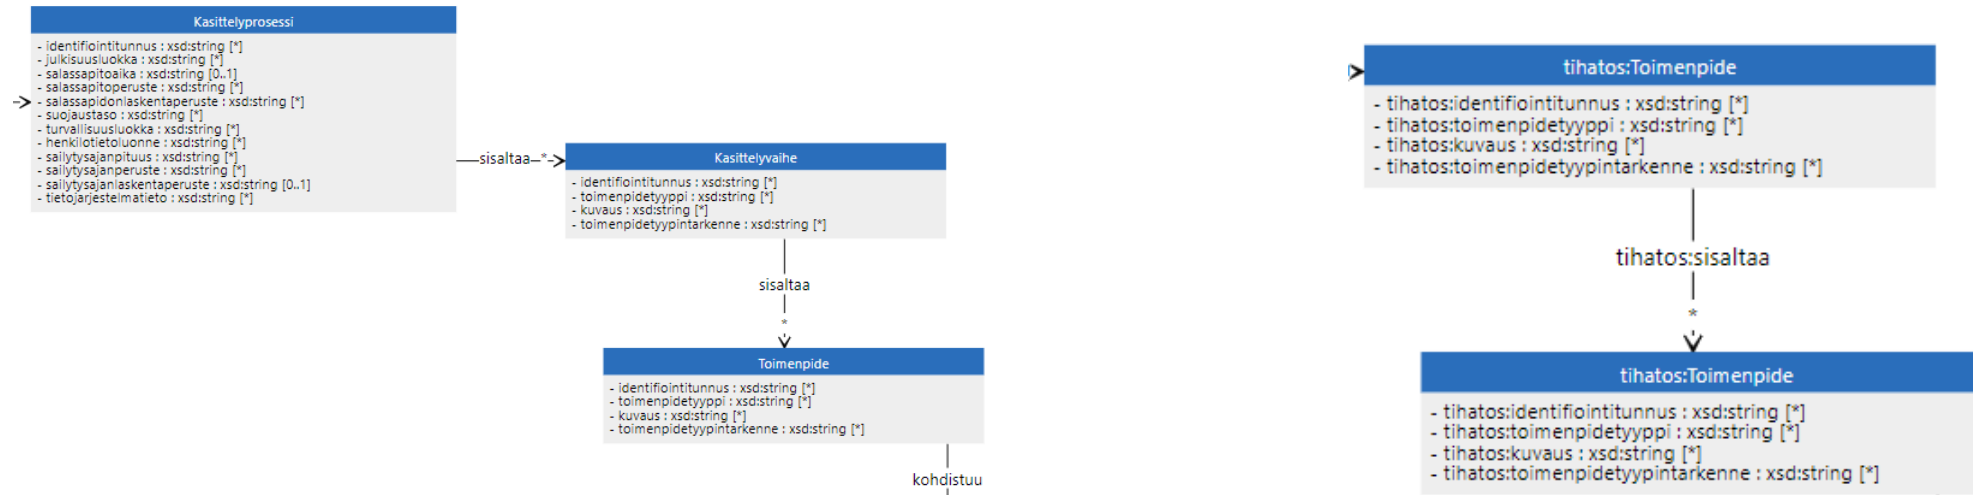 Kasittelyprosessi
- identifiointitunnus : xsd:string [*]
- julkisuusluokka : xsd:string [*]
- salassapitoaika : xsd:string [0..1]
- salassapitoperuste : xsd:string [*]
- salassapidonlaskentaperuste : xsd:string [*]
- suojaustaso : xsd:string [*]
- turvallisuusluokka : xsd:string [*]
- henkilotietoluonne : xsd:string [*]
- sailytysajanpituus : xsd:string [*]
- sailytysajanperuste : xsd:string [*]
- sailytysajanlaskentaperuste : xsd:string [0..1]
- tietojarjestelmatieto : xsd:string [*]
sisaltaa
*
Kasittelyvaihe
- identifiointitunnus : xsd:string [*]
- toimenpidetyyppi : xsd:string [*]
- kuvaus : xsd:string [*]
- toimenpidetyypintarkenne : xsd:string [*]
sisaltaa
*
Toimenpide
- identifiointitunnus : xsd:string [*]
- toimenpidetyyppi : xsd:string [*]
- kuvaus : xsd:string [*]
- toimenpidetyypintarkenne : xsd:string [*]
kohdistuu
tihatos:Toimenpide
- tihatos:identifiointitunnus : xsd:string [*]
- tihatos:toimenpidetyyppi : xsd:string [*]
- tihatos:kuvaus : xsd:string [*]
- tihatos:toimenpidetyypintarkenne : xsd:string [*]
tihatos:sisaltaa
*
tihatos:Toimenpide
- tihatos:identifiointitunnus : xsd:string [*]
- tihatos:toimenpidetyyppi : xsd:string [*]
- tihatos:kuvaus : xsd:string [*]
- tihatos:toimenpidetyypintarkenne : xsd:string [*]